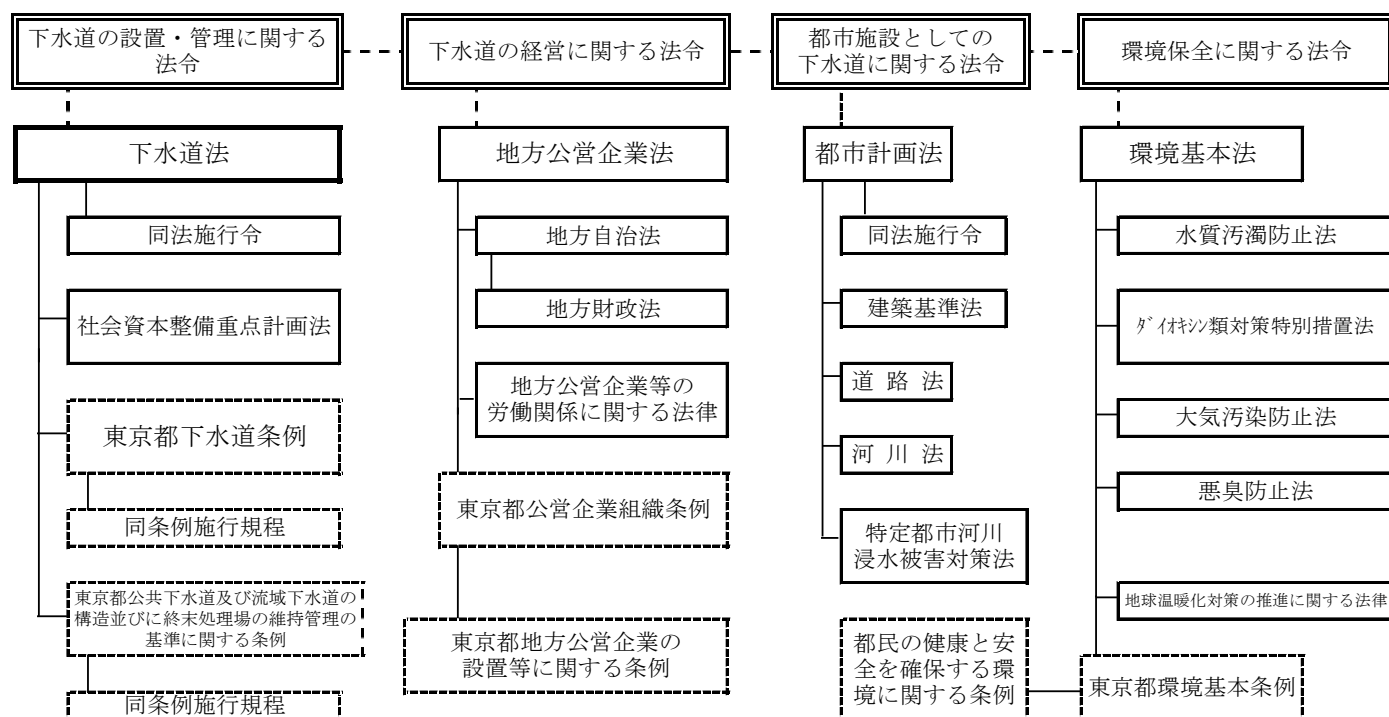 下水道の設置・管理に関する
法令
下水道の経営に関する法令
都市施設としての
下水道に関する法令
環境保全に関する法令
下水道法
地方公営企業法
都市計画法
環境基本法
同法施行令
社会資本整備重点計画法
東京都下水道条例
同条例施行規程
東京都公共下水道及び流域下水道の
構造並びに終末処理場の維持管理の
基準に関する条例
同条例施行規程
地方自治法
地方財政法
地方公営企業等の
労働関係に関する法律
東京都公営企業組織条例
東京都地方公営企業の
設置等に関する条例
同法施行令
建築基準法
道 路 法
河 川 法
特定都市河川
浸水被害対策法
都民の健康と安
全を確保する環
境に関する条例
水質汚濁防止法
ダイオキシン類対策特別措置法
大気汚染防止法
悪臭防止法
地球温暖化対策の推進に関する法律
東京都環境基本条例